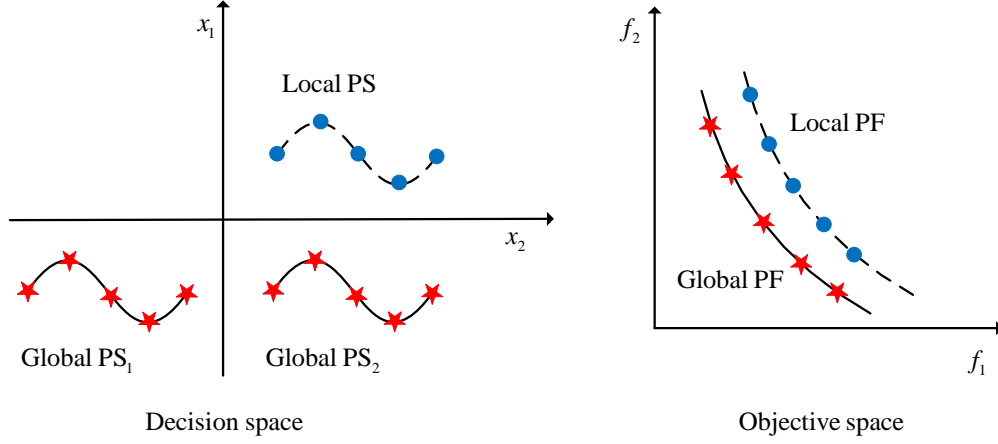 x₁
Local PS
x₂
Global PS₁
Global PS₂
Decision space
f₂
Local PF
Global PF
f₁
Objective space